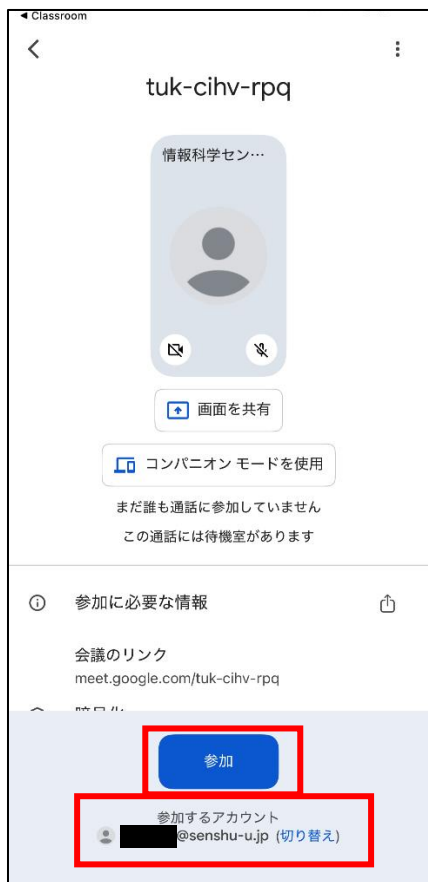 ◀ Classroom
tuk-cihv-rpq
情報科学セン…
画面を共有
コンパニオン モードを使用
まだ誰も通話に参加していません
この通話には待機室があります
参加に必要な情報
会議のリンク
meet.google.com/tuk-cihv-rpq
参加
参加するアカウント
@senshu-u.jp (切り替え)